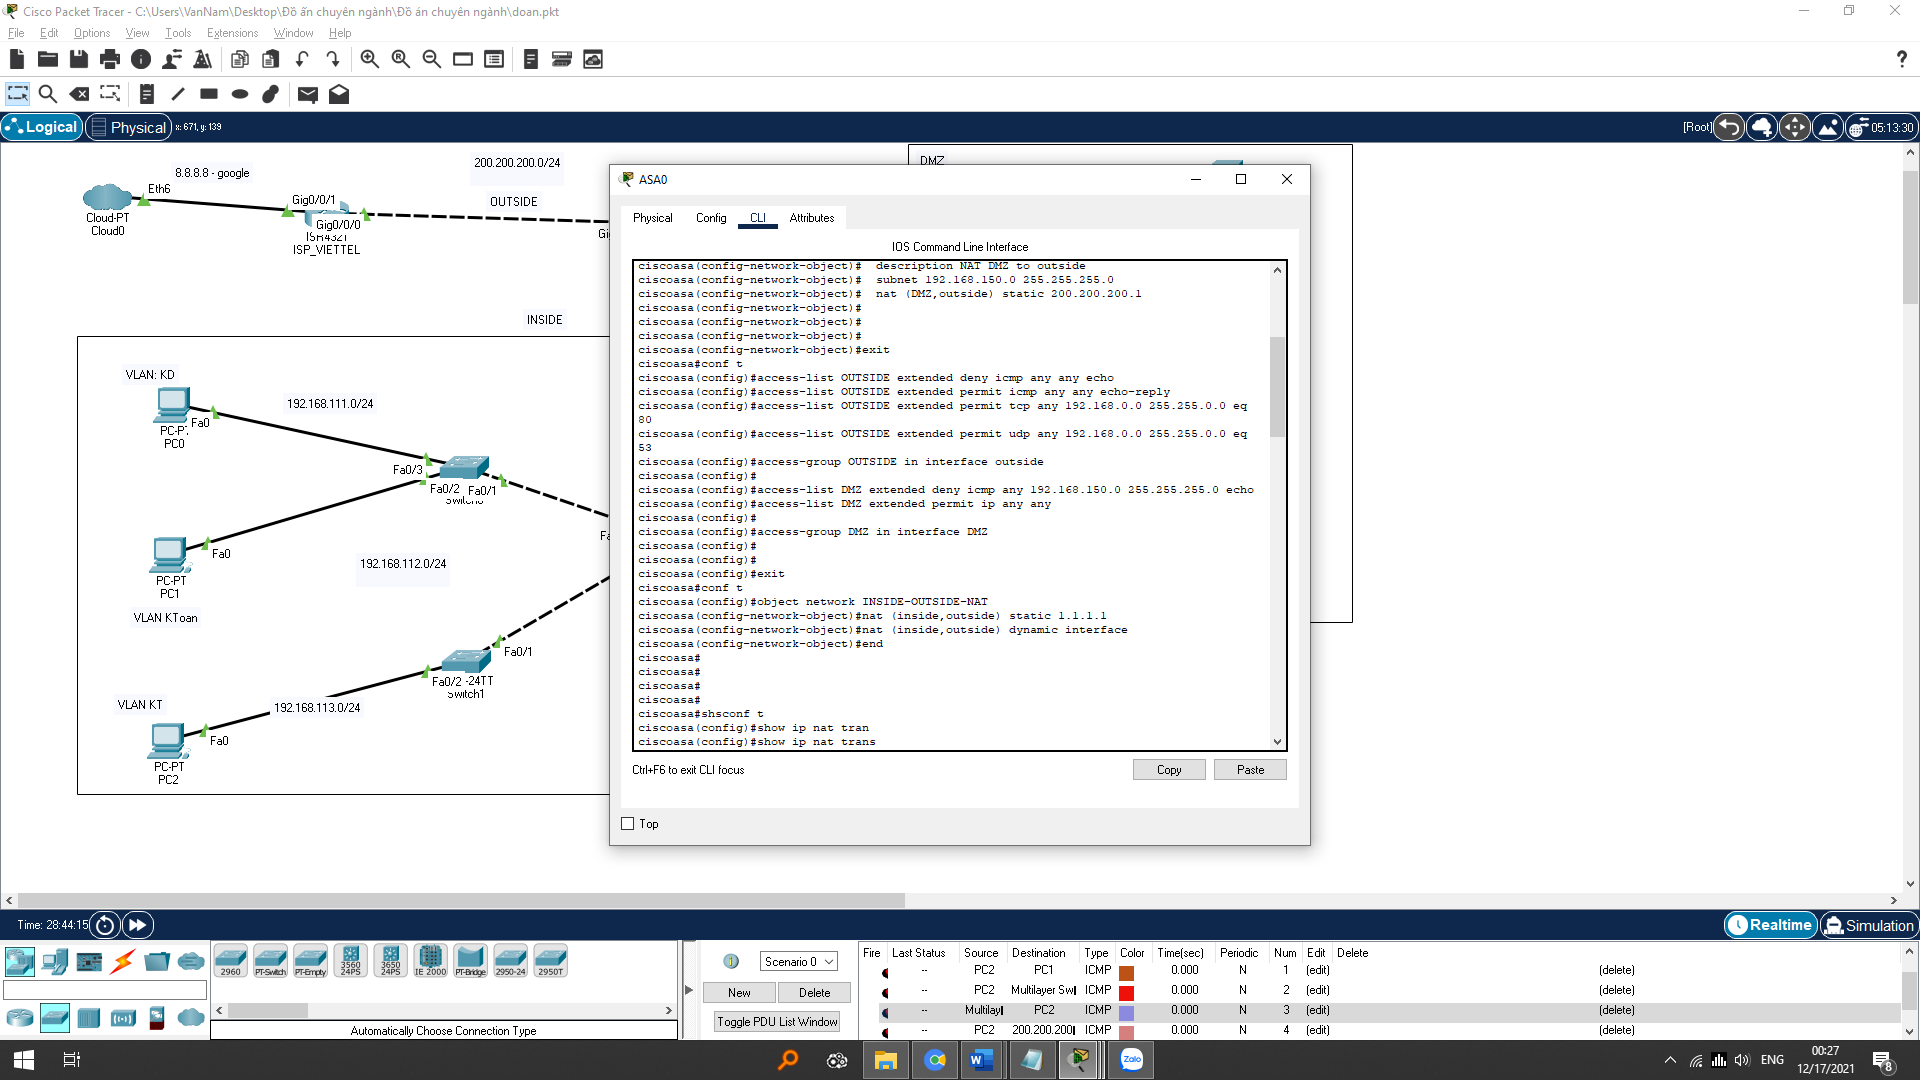 Cisco Packet Tracer - C:\Users\VanNam\Desktop\Đồ ấn chuyên ngành\Đồ án chuyên ngành\doan.pkt
File Edit Options View Tools Extensions Window Help
Logical Physical x: 671, y: 139
[Root] 05:13:30
8.8.8.8 - google
200.200.200.0/24
DMZ
Eth6
Gig0/0/1
OUTSIDE
Cloud-PT
Cloud0
Gig0/0/0
ISR4321
ISP_VIETTEL
Gi
INSIDE
VLAN: KD
192.168.111.0/24
Fa0
PC-PT
PC0
Fa0/3
Fa0/2 Fa0/1
Fa
Fa0
192.168.112.0/24
PC-PT
PC1
VLAN KToan
Fa0/1
Fa0/2 -24TT
Switch1
VLAN KT
192.168.113.0/24
Fa0
PC-PT
PC2
ASA0
Physical Config CLI Attributes
IOS Command Line Interface
ciscoasa(config-network-object)#  description NAT DMZ to outside
ciscoasa(config-network-object)#  subnet 192.168.150.0 255.255.255.0
ciscoasa(config-network-object)#  nat (DMZ,outside) static 200.200.200.1
ciscoasa(config-network-object)#
ciscoasa(config-network-object)#
ciscoasa(config-network-object)#
ciscoasa(config-network-object)#exit
ciscoasa#conf t
ciscoasa(config)#access-list OUTSIDE extended deny icmp any any echo
ciscoasa(config)#access-list OUTSIDE extended permit icmp any any echo-reply
ciscoasa(config)#access-list OUTSIDE extended permit tcp any 192.168.0.0 255.255.0.0 eq
80
ciscoasa(config)#access-list OUTSIDE extended permit udp any 192.168.0.0 255.255.0.0 eq
53
ciscoasa(config)#access-group OUTSIDE in interface outside
ciscoasa(config)#
ciscoasa(config)#access-list DMZ extended deny icmp any 192.168.150.0 255.255.255.0 echo
ciscoasa(config)#access-list DMZ extended permit ip any any
ciscoasa(config)#
ciscoasa(config)#access-group DMZ in interface DMZ
ciscoasa(config)#
ciscoasa(config)#
ciscoasa(config)#exit
ciscoasa#conf t
ciscoasa(config)#object network INSIDE-OUTSIDE-NAT
ciscoasa(config-network-object)#nat (inside,outside) static 1.1.1.1
ciscoasa(config-network-object)#nat (inside,outside) dynamic interface
ciscoasa(config-network-object)#end
ciscoasa#
ciscoasa#
ciscoasa#
ciscoasa#
ciscoasa#shsconf t
ciscoasa(config)#show ip nat tran
ciscoasa(config)#show ip nat trans
Ctrl+F6 to exit CLI focus
Copy Paste
Top
Time: 28:44:15
Realtime Simulation
2960 PT-Switch PT-Empty 3560 24PS 3650 24PS IE 2000 PT-Bridge 2950-24 2950T
Automatically Choose Connection Type
Scenario 0
New Delete
Toggle PDU List Window
Fire Last Status Source Destination Type Color Time(sec) Periodic Num Edit Delete
-- PC2 PC1 ICMP 0.000 N 1 (edit) (delete)
-- PC2 Multilayer Swi ICMP 0.000 N 2 (edit) (delete)
-- Multilay PC2 ICMP 0.000 N 3 (edit) (delete)
-- PC2 200.200.200 ICMP 0.000 N 4 (edit) (delete)
Zalo
ENG
00:27
12/17/2021
8